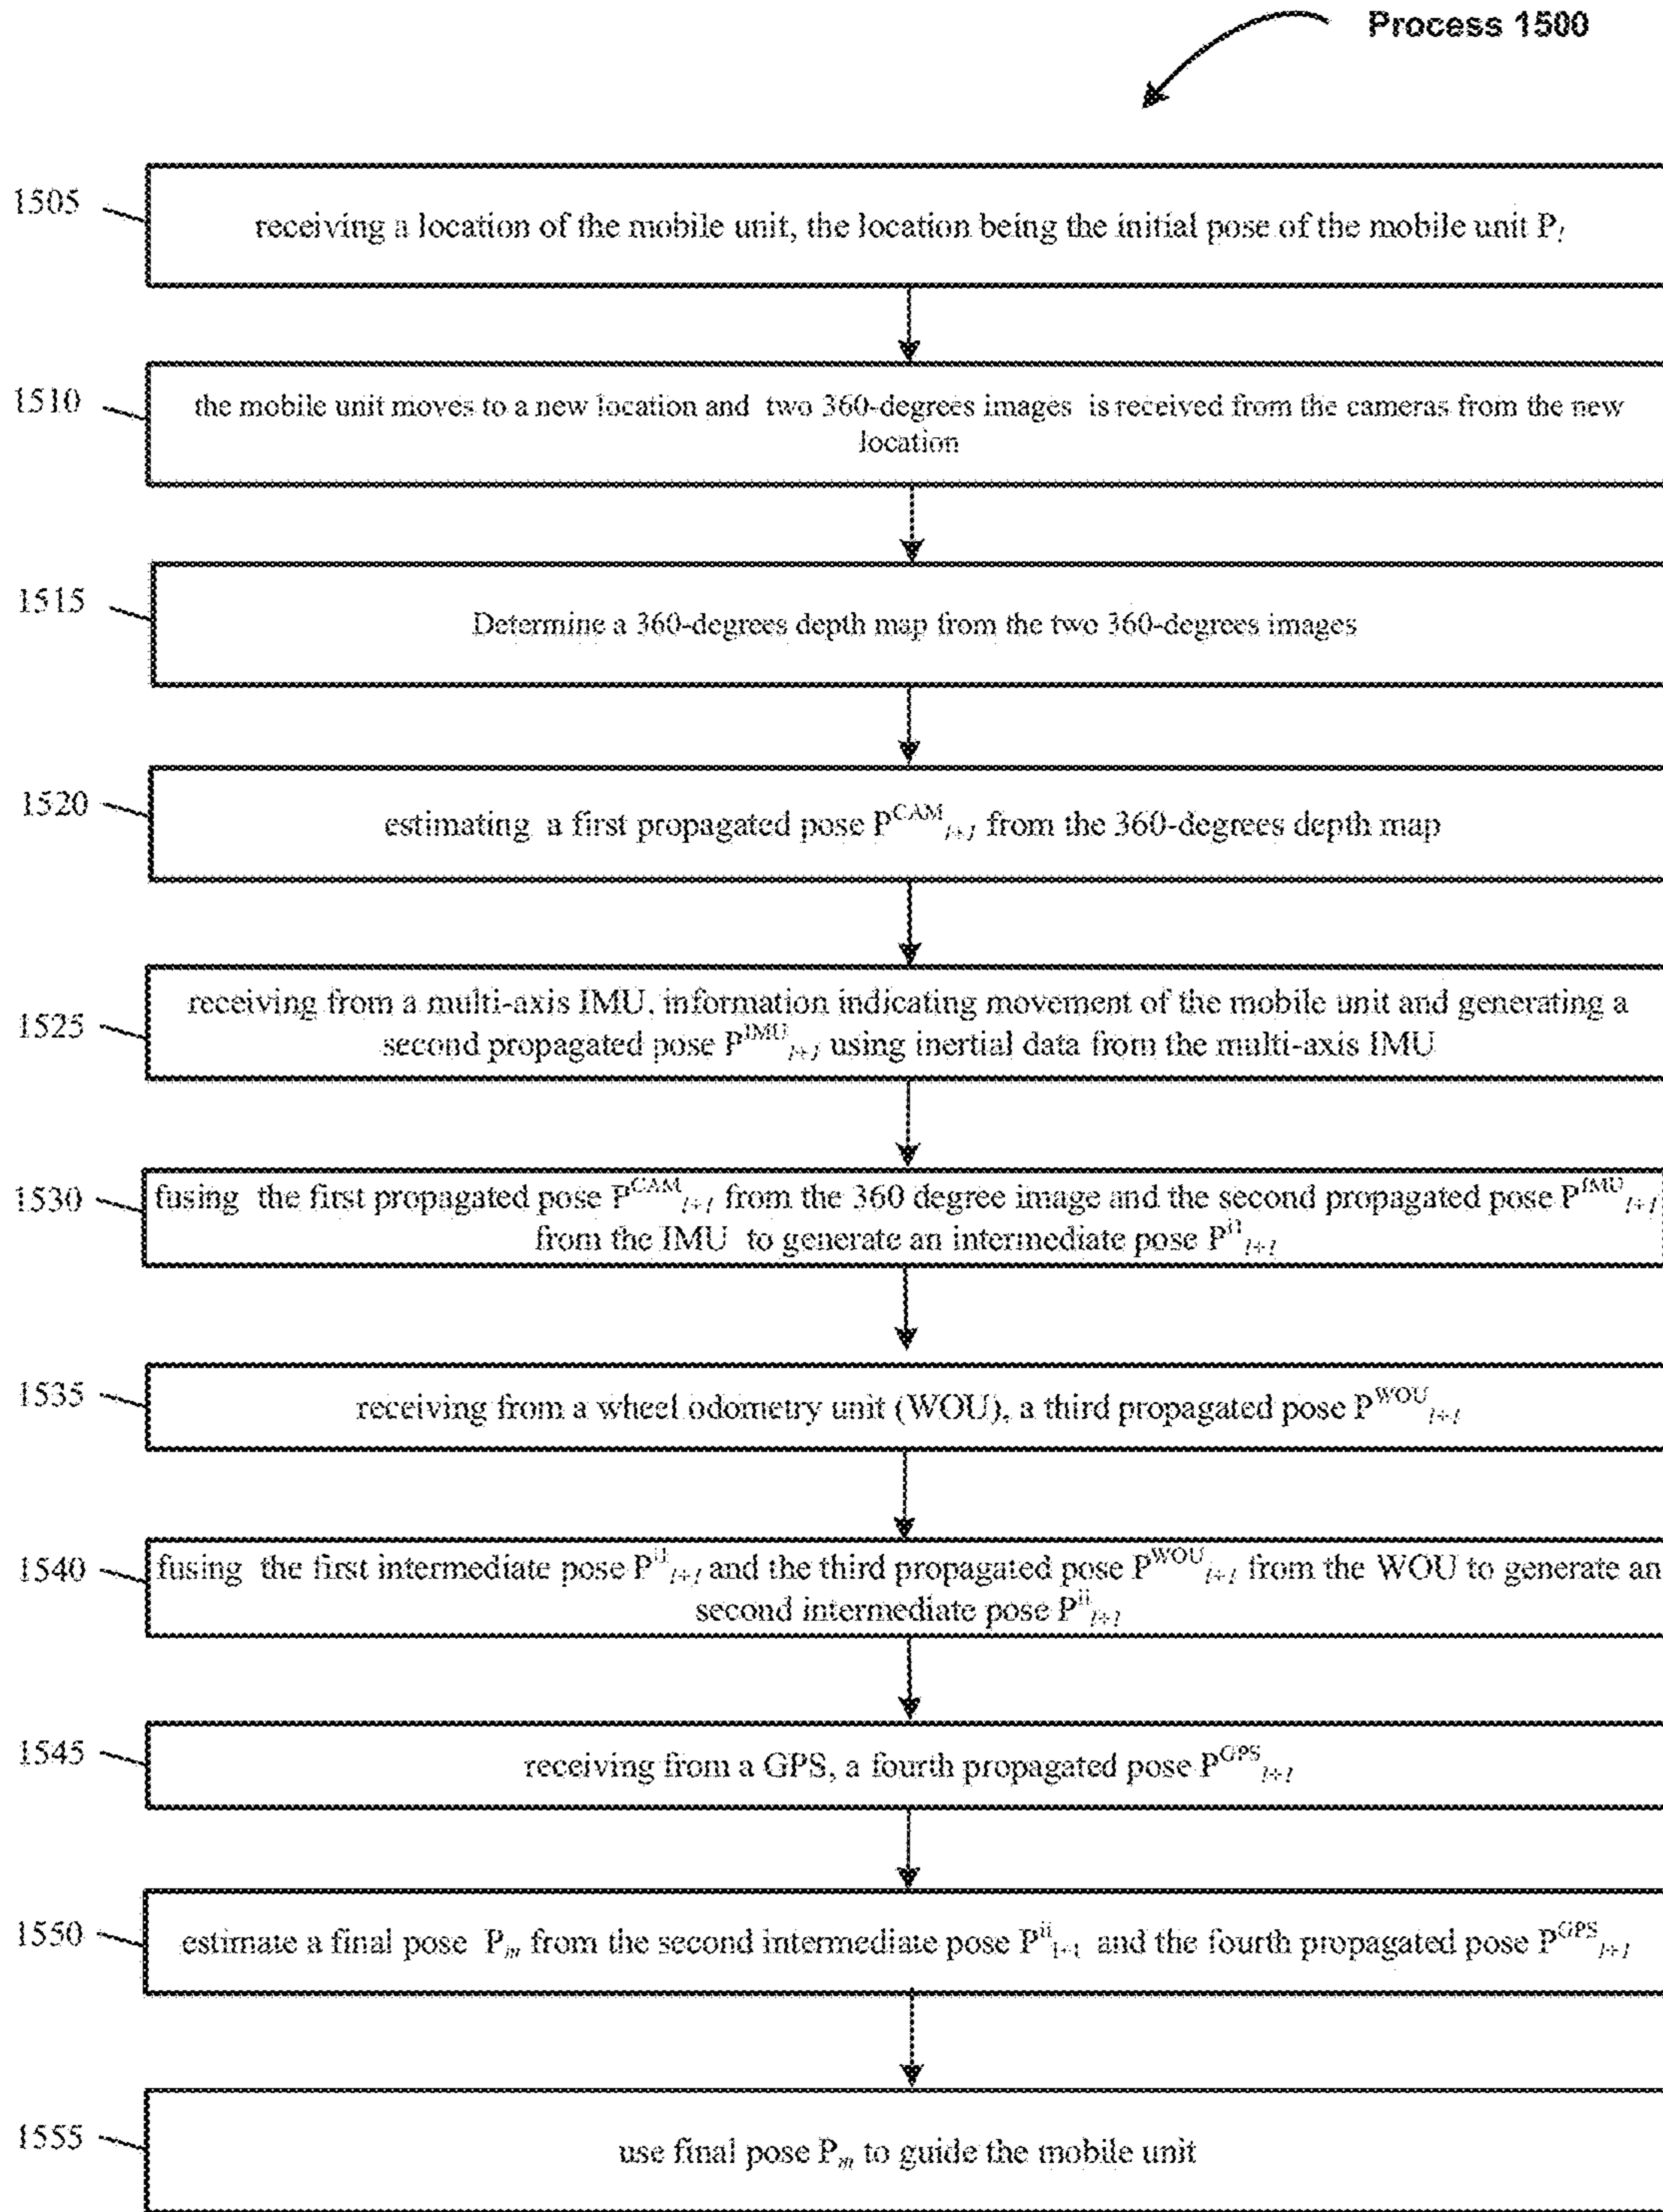 Process 1500
1505
receiving a location of the mobile unit, the location being the initial pose of the mobile unit P_l
1510
the mobile unit moves to a new location and two 360-degrees images is received from the cameras from the new
location
1515
Determine a 360-degrees depth map from the two 360-degrees images
1520
estimating a first propagated pose P^CAM_l+1 from the 360-degrees depth map
1525
receiving from a multi-axis IMU, information indicating movement of the mobile unit and generating a
second propagated pose P^IMU_l+1 using inertial data from the multi-axis IMU
1530
fusing the first propagated pose P^CAM_l+1 from the 360 degree image and the second propagated pose P^IMU_l+1
from the IMU to generate an intermediate pose P^i1_l+1
1535
receiving from a wheel odometry unit (WOU), a third propagated pose P^WOU_l+1
1540
fusing the first intermediate pose P^i1_l+1 and the third propagated pose P^WOU_l+1 from the WOU to generate an
second intermediate pose P^ii_l+1
1545
receiving from a GPS, a fourth propagated pose P^GPS_l+1
1550
estimate a final pose P_m from the second intermediate pose P^ii_l+1 and the fourth propagated pose P^GPS_l+1
1555
use final pose P_m to guide the mobile unit